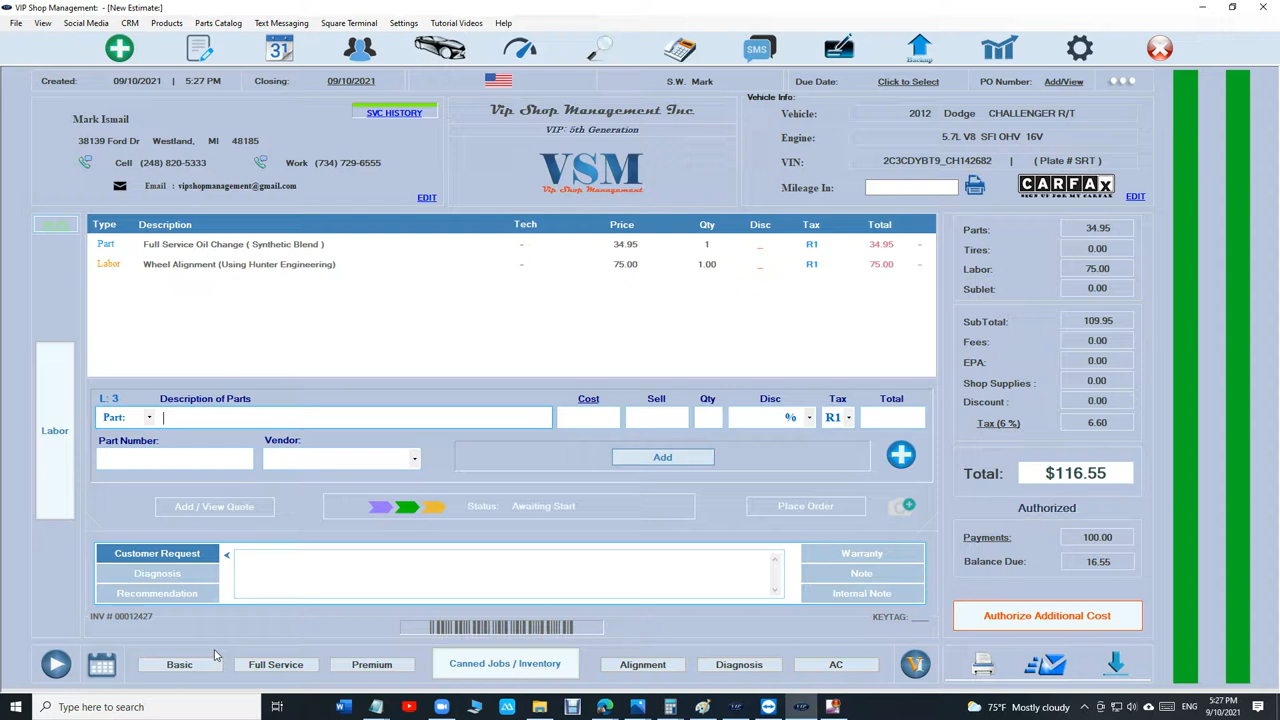 VIP Shop Management: - [New Estimate:]
File View Social Media CRM Products Parts Catalog Text Messaging Square Terminal Settings Tutorial Videos Help
31 SMS Backup
Created: 09/10/2021 | 5:27 PM Closing: 09/10/2021 S.W. Mark Due Date: Click to Select PO Number: Add/View
Mark Ismail
SVC HISTORY
38139 Ford Dr Westland, MI 48185
Cell (248) 820-5333 Work (734) 729-6555
Email : vipshopmanagement@gmail.com
EDIT
Vip Shop Management Inc
VIP: 5th Generation
VSM
Vip Shop Management
Vehicle Info:
Vehicle: 2012 Dodge CHALLENGER R/T
Engine: 5.7L V8 SFI OHV 16V
VIN: 2C3CDYBT9_CH142682 | ( Plate # SRT )
Mileage In: CARFAX
SIGN UP FOR MY CARFAX
EDIT
Type Description Tech Price Qty Disc Tax Total
Part Full Service Oil Change ( Synthetic Blend ) - 34.95 1 _ R1 34.95 -
Labor Wheel Alignment (Using Hunter Engineering) - 75.00 1.00 _ R1 75.00 -
Labor
L: 3 Description of Parts Cost Sell Qty Disc Tax Total
Part: % R1
Part Number: Vendor:
Add
Add / View Quote Status: Awaiting Start Place Order
Customer Request < Warranty
Diagnosis Note
Recommendation Internal Note
INV # 00012427 KEYTAG: ___
Parts: 34.95
Tires: 0.00
Labor: 75.00
Sublet: 0.00
SubTotal: 109.95
Fees: 0.00
EPA: 0.00
Shop Supplies : 0.00
Discount : 0.00
Tax (6 %) 6.60
Total: $116.55
Authorized
Payments: 100.00
Balance Due: 16.55
Authorize Additional Cost
Basic Full Service Premium Canned Jobs / Inventory Alignment Diagnosis AC
Type here to search
75°F Mostly cloudy
5:27 PM
9/10/2021